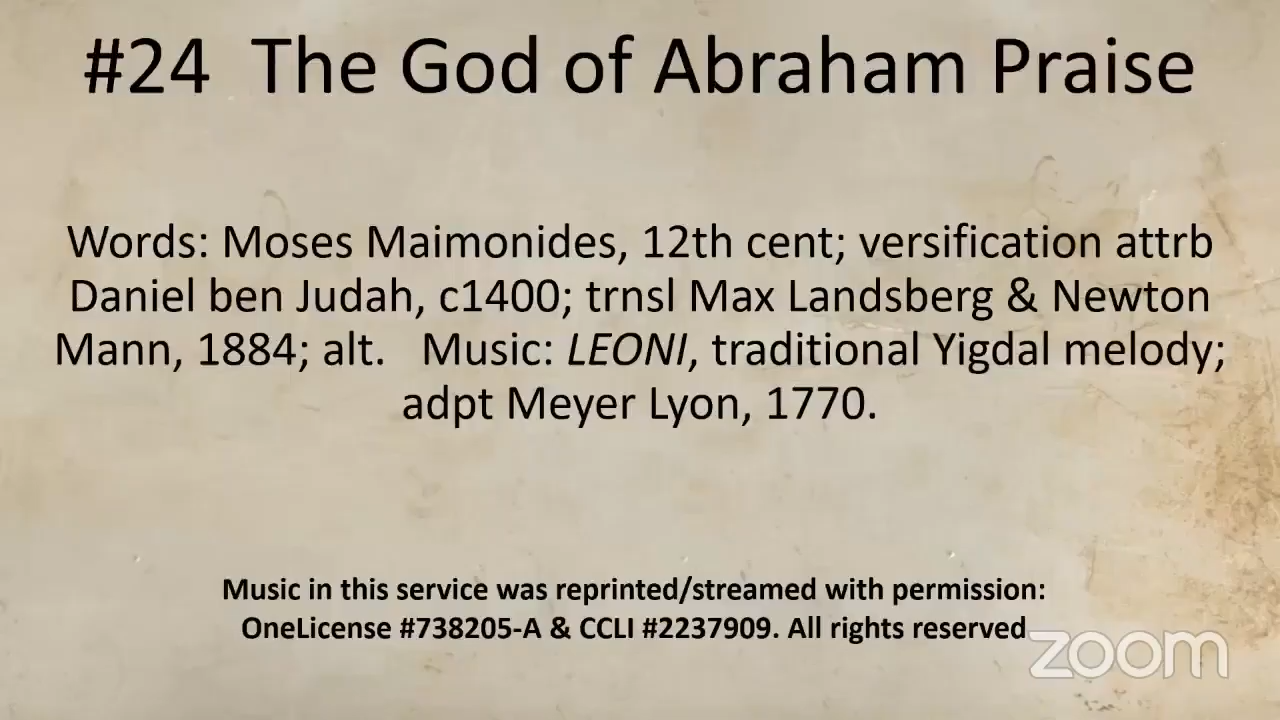 #24  The God of Abraham Praise
Words: Moses Maimonides, 12th cent; versification attrb
Daniel ben Judah, c1400; trnsl Max Landsberg & Newton
Mann, 1884; alt.   Music: LEONI, traditional Yigdal melody;
adpt Meyer Lyon, 1770.
Music in this service was reprinted/streamed with permission:
OneLicense #738205-A & CCLI #2237909. All rights reserved
zoom